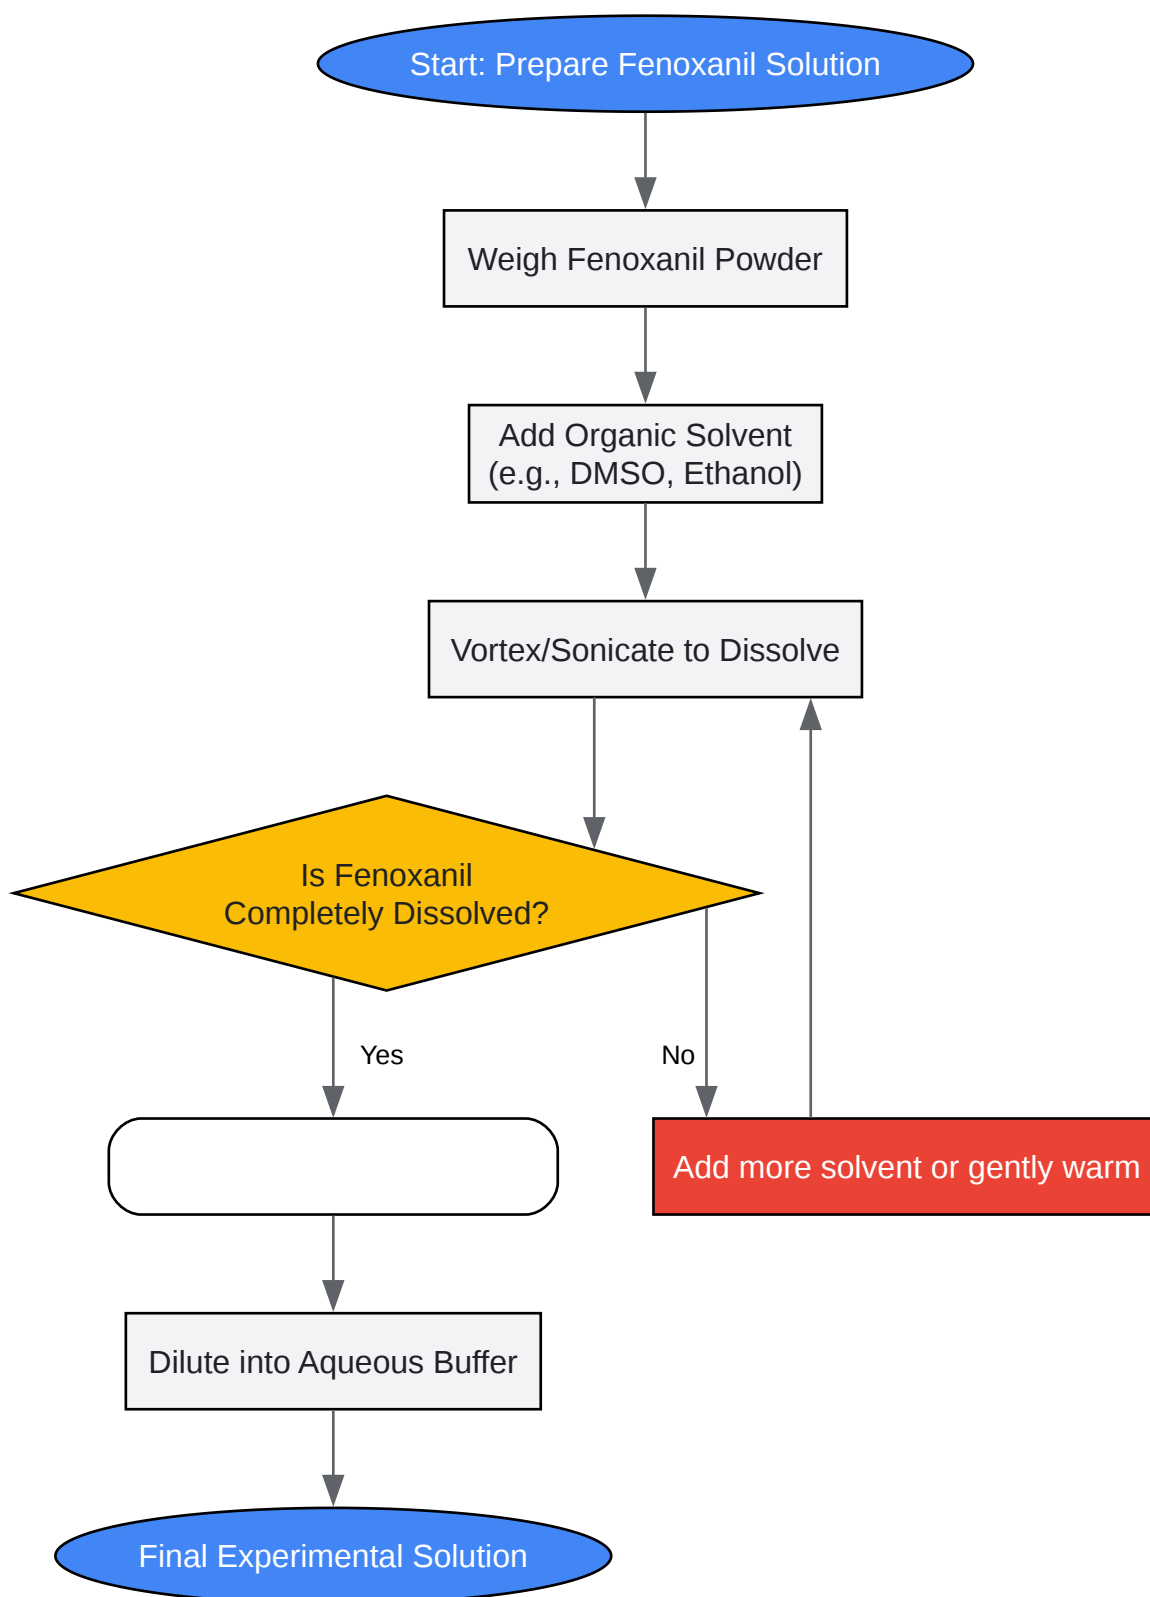 Start: Prepare Fenoxanil Solution
Weigh Fenoxanil Powder
Add Organic Solvent
(e.g., DMSO, Ethanol)
Vortex/Sonicate to Dissolve
Is Fenoxanil
Completely Dissolved?
Yes
No
Add more solvent or gently warm
Dilute into Aqueous Buffer
Final Experimental Solution